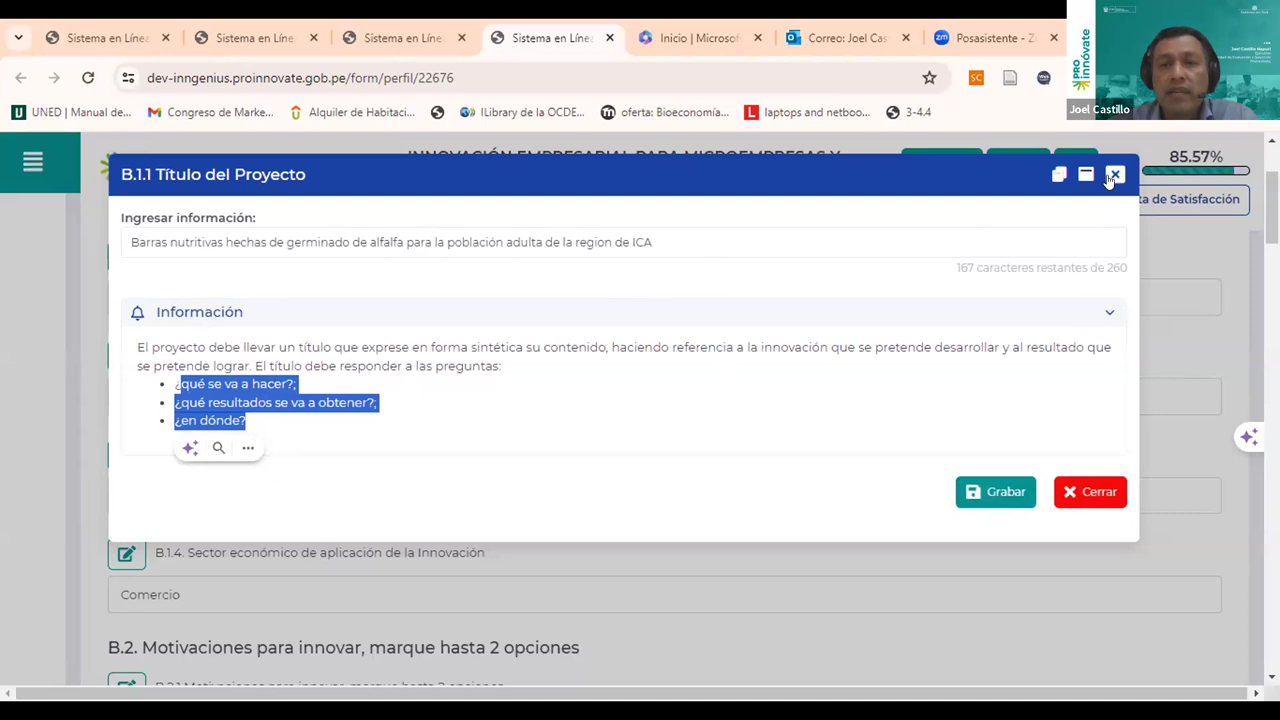 Sistema en Líne
Sistema en Líne
Sistema en Líne
Sistema en Líne
Inicio | Microsof
Correo: Joel Cas
Posasistente - Z
dev-inngenius.proinnovate.gob.pe/form/perfil/22676
UNED | Manual de...
Congreso de Marke...
Alquiler de Habitac...
ILibrary de la OCDE...
oferta: Bioeconomía...
laptops and netboo...
3-4.4
PRO innóvate
Joel Castillo
85.57%
ta de Satisfacción
B.1.1 Título del Proyecto
Ingresar información:
Barras nutritivas hechas de germinado de alfalfa para la población adulta de la region de ICA
167 caracteres restantes de 260
Información
El proyecto debe llevar un título que exprese en forma sintética su contenido, haciendo referencia a la innovación que se pretende desarrollar y al resultado que
se pretende lograr. El título debe responder a las preguntas:
¿qué se va a hacer?;
¿qué resultados se va a obtener?;
¿en dónde?
Grabar
Cerrar
B.1.4. Sector económico de aplicación de la Innovación
Comercio
B.2. Motivaciones para innovar, marque hasta 2 opciones